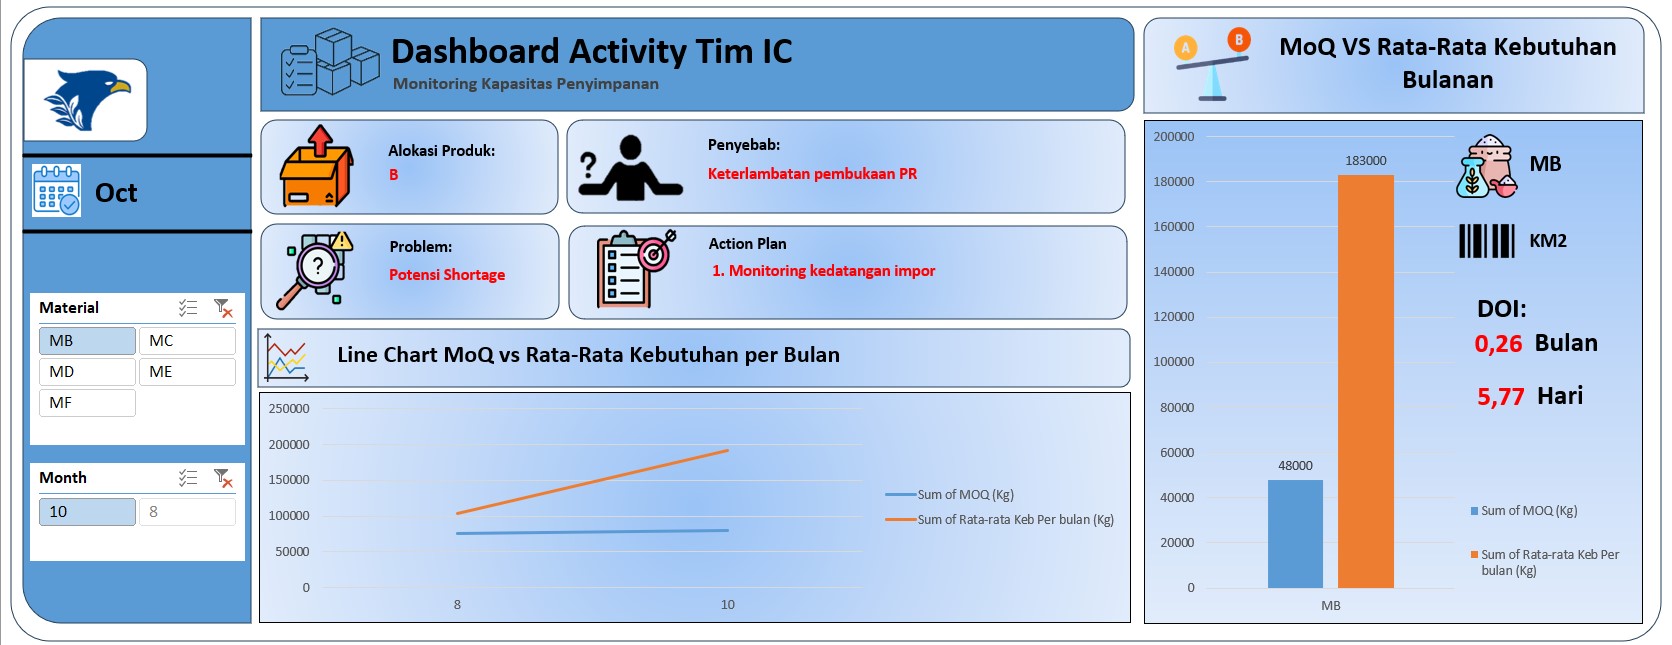 Dashboard Activity Tim IC
Monitoring Kapasitas Penyimpanan
MoQ VS Rata-Rata Kebutuhan
Bulanan
A
B
Oct
Alokasi Produk:
B
Penyebab:
Keterlambatan pembukaan PR
Problem:
Potensi Shortage
Action Plan
1. Monitoring kedatangan impor
Material
MB
MC
MD
ME
MF
Month
10
8
Line Chart MoQ vs Rata-Rata Kebutuhan per Bulan
250000
200000
150000
100000
50000
0
8
10
Sum of MOQ (Kg)
Sum of Rata-rata Keb Per bulan (Kg)
200000
180000
160000
140000
120000
100000
80000
60000
40000
20000
0
183000
48000
MB
MB
KM2
DOI:
0,26 Bulan
5,77 Hari
Sum of MOQ (Kg)
Sum of Rata-rata Keb Per
bulan (Kg)